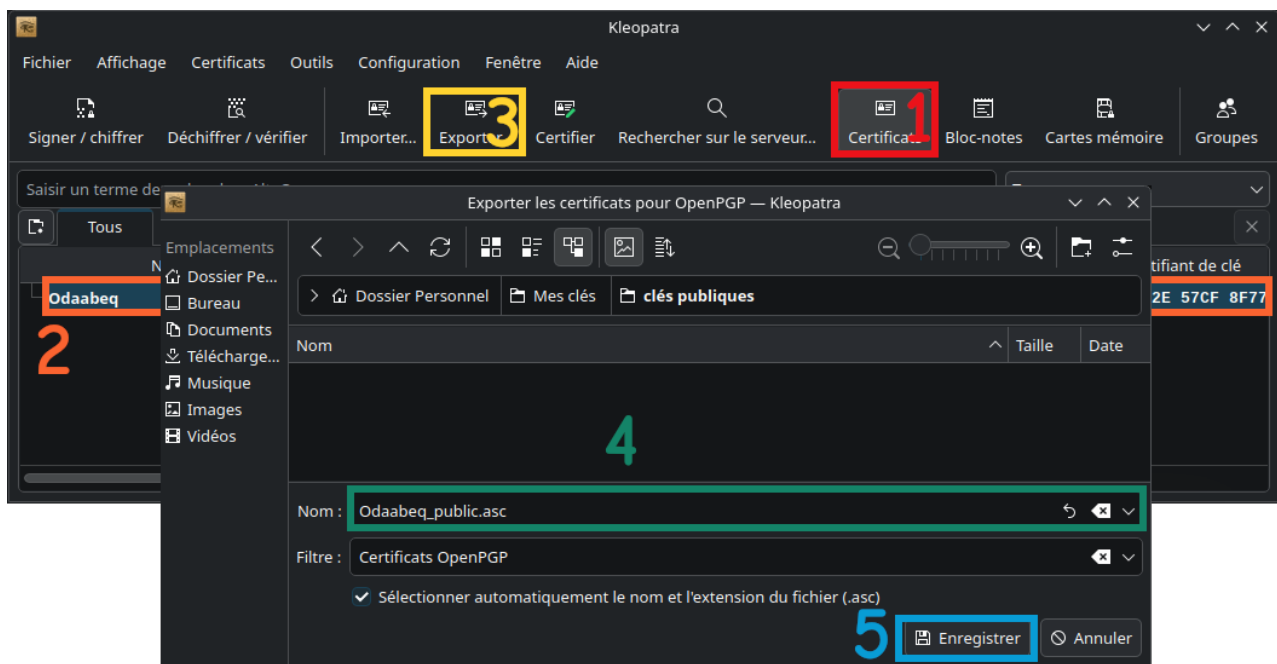 Kleopatra
Fichier Affichage Certificats Outils Configuration Fenêtre Aide
3 1
Signer / chiffrer Déchiffrer / vérifier Importer... Exporter Certifier Rechercher sur le serveur... Certificats Bloc-notes Cartes mémoire Groupes
Saisir un terme de
Exporter les certificats pour OpenPGP — Kleopatra
Tous
Emplacements
N
tifiant de clé
Dossier Pe...
Odaabeq
Dossier Personnel Mes clés clés publiques
2E 57CF 8F77
Bureau
2
Documents
Nom Taille Date
Télécharge...
Musique
Images
4
Vidéos
Nom : Odaabeq_public.asc
Filtre : Certificats OpenPGP
Sélectionner automatiquement le nom et l'extension du fichier (.asc)
5 Enregistrer Annuler